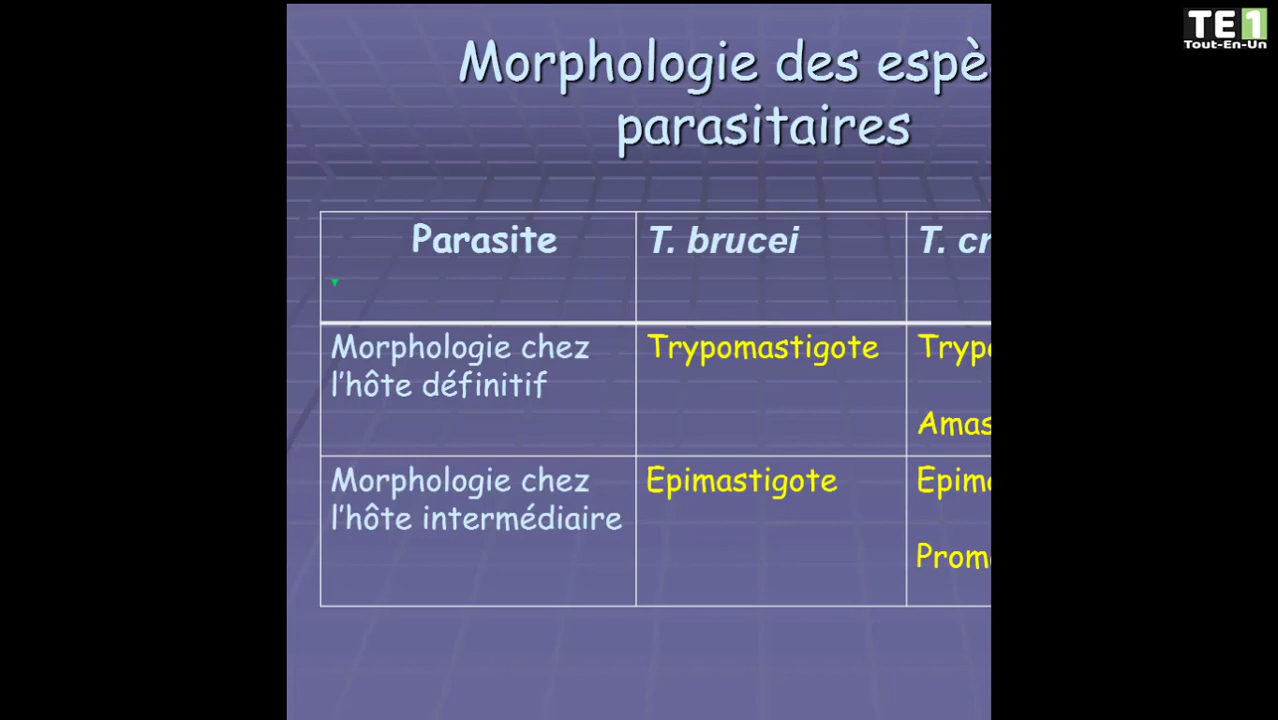 TE1
Tout-En-Un
Morphologie des espè
parasitaires
Parasite
T. brucei
T. cr
Morphologie chez
l’hôte définitif
Trypomastigote
Trypo
Amas
Morphologie chez
l’hôte intermédiaire
Epimastigote
Epim
Prom